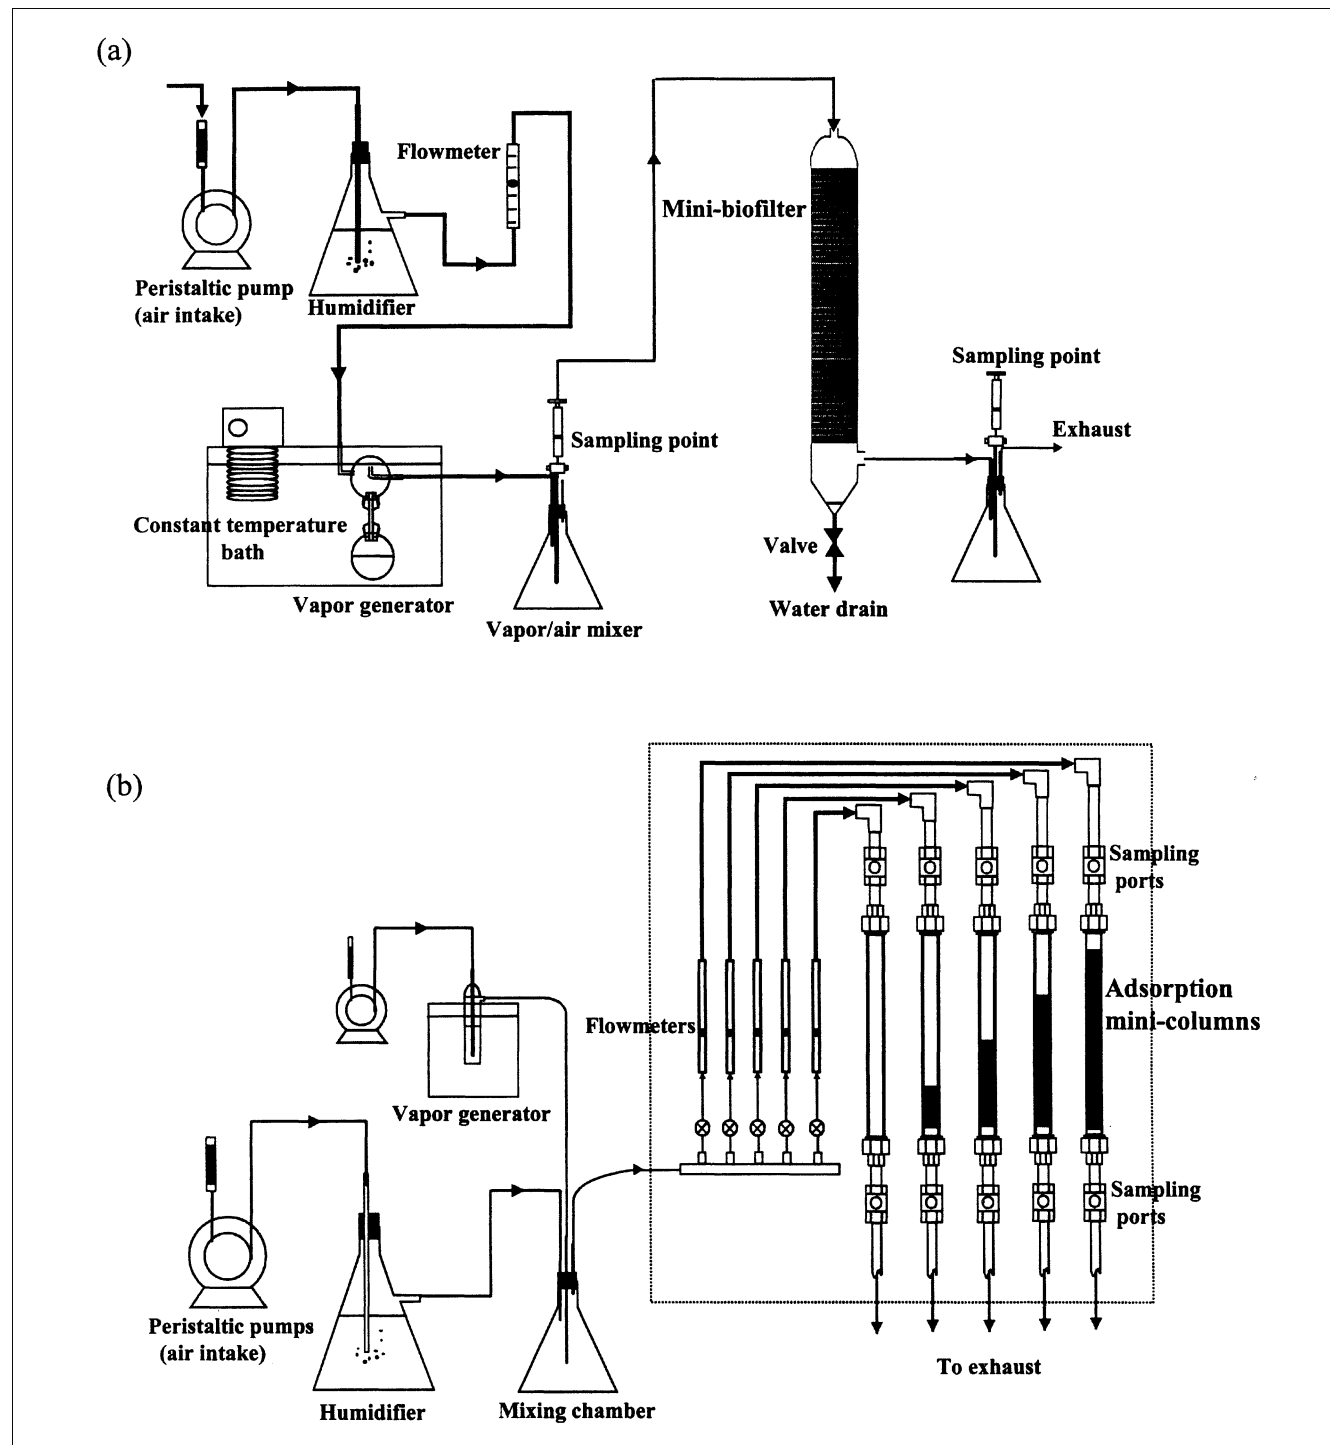 (a)
Flowmeter
Mini-biofilter
Peristaltic pump
(air intake)
Humidifier
Sampling point
Exhaust
Sampling point
Constant temperature
bath
Valve
Vapor generator
Water drain
Vapor/air mixer
(b)
Sampling
ports
Adsorption
mini-columns
Flowmeters
Vapor generator
Sampling
ports
Peristaltic pumps
(air intake)
To exhaust
Humidifier
Mixing chamber